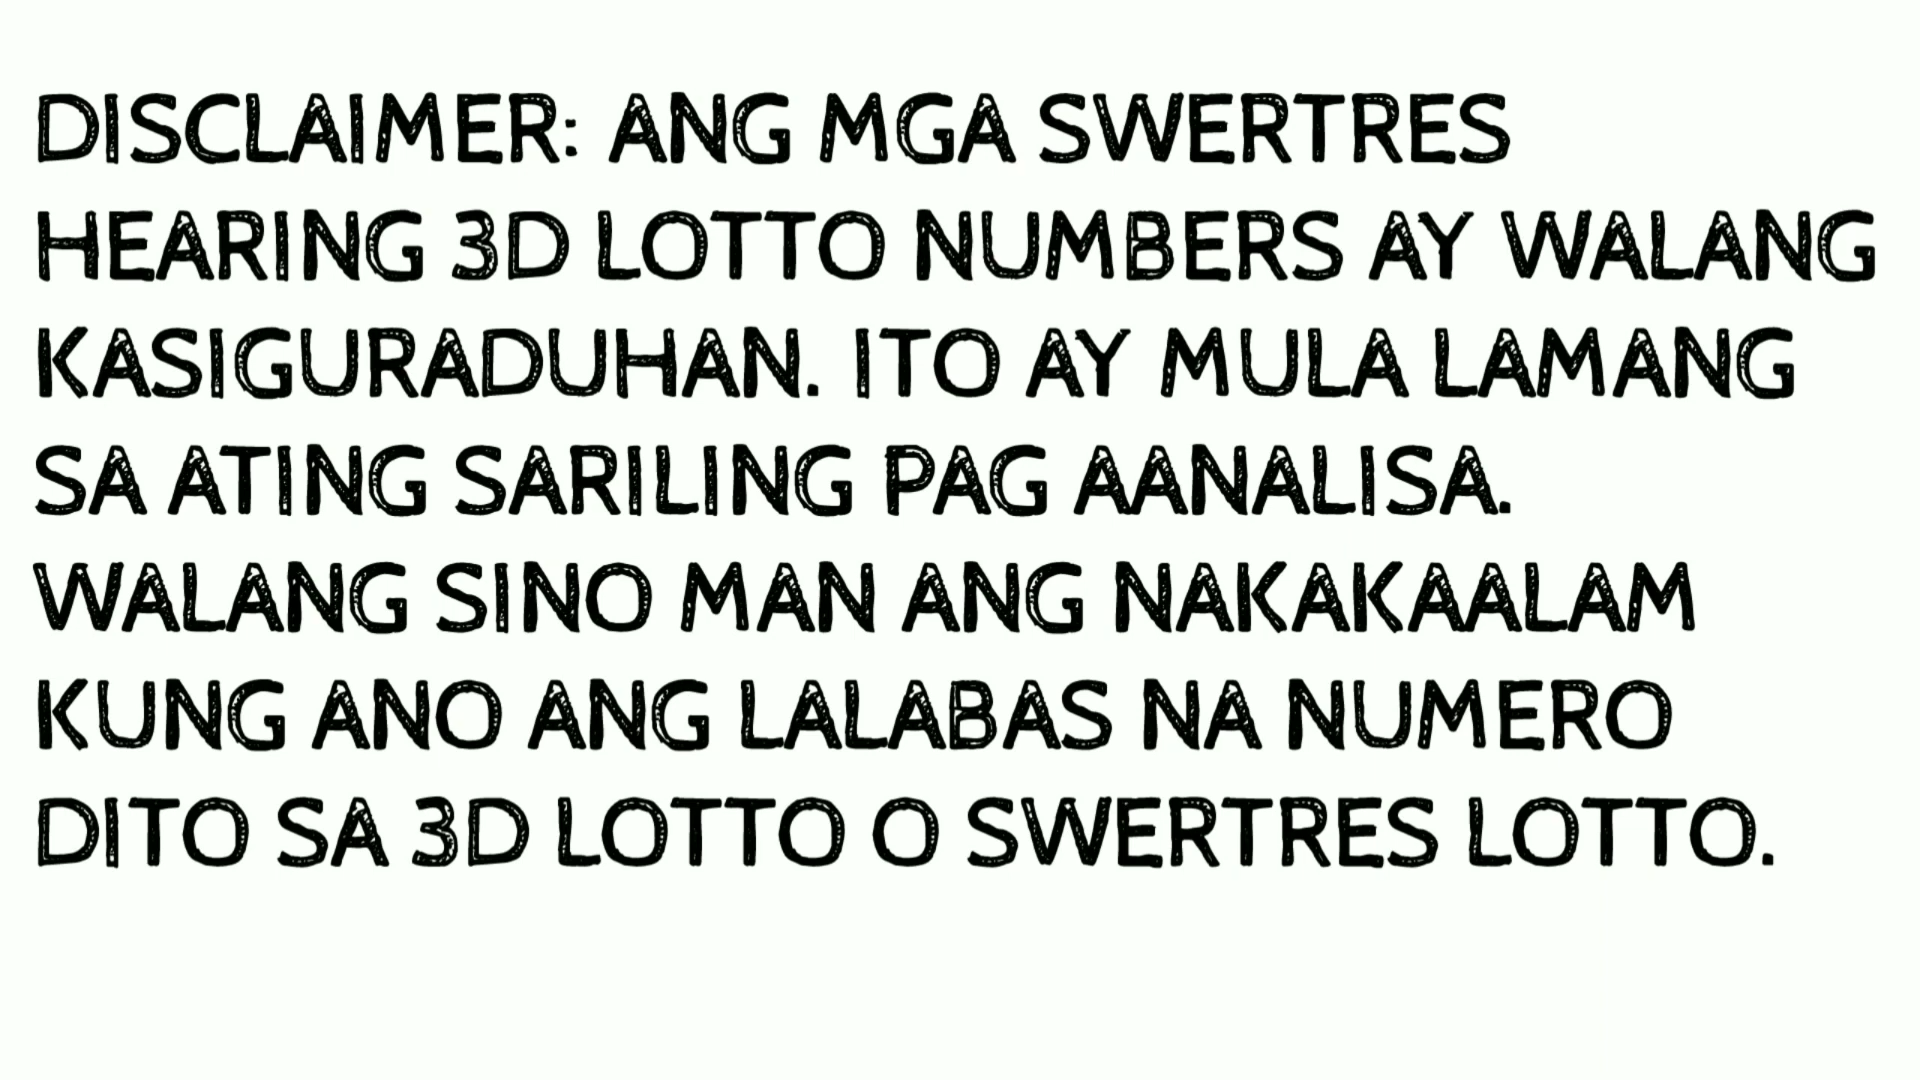 DISCLAIMER: ANG MGA SWERTRES
HEARING 3D LOTTO NUMBERS AY WALANG
KASIGURADUHAN. ITO AY MULA LAMANG
SA ATING SARILING PAG AANALISA.
WALANG SINO MAN ANG NAKAKAALAM
KUNG ANO ANG LALABAS NA NUMERO
DITO SA 3D LOTTO O SWERTRES LOTTO.